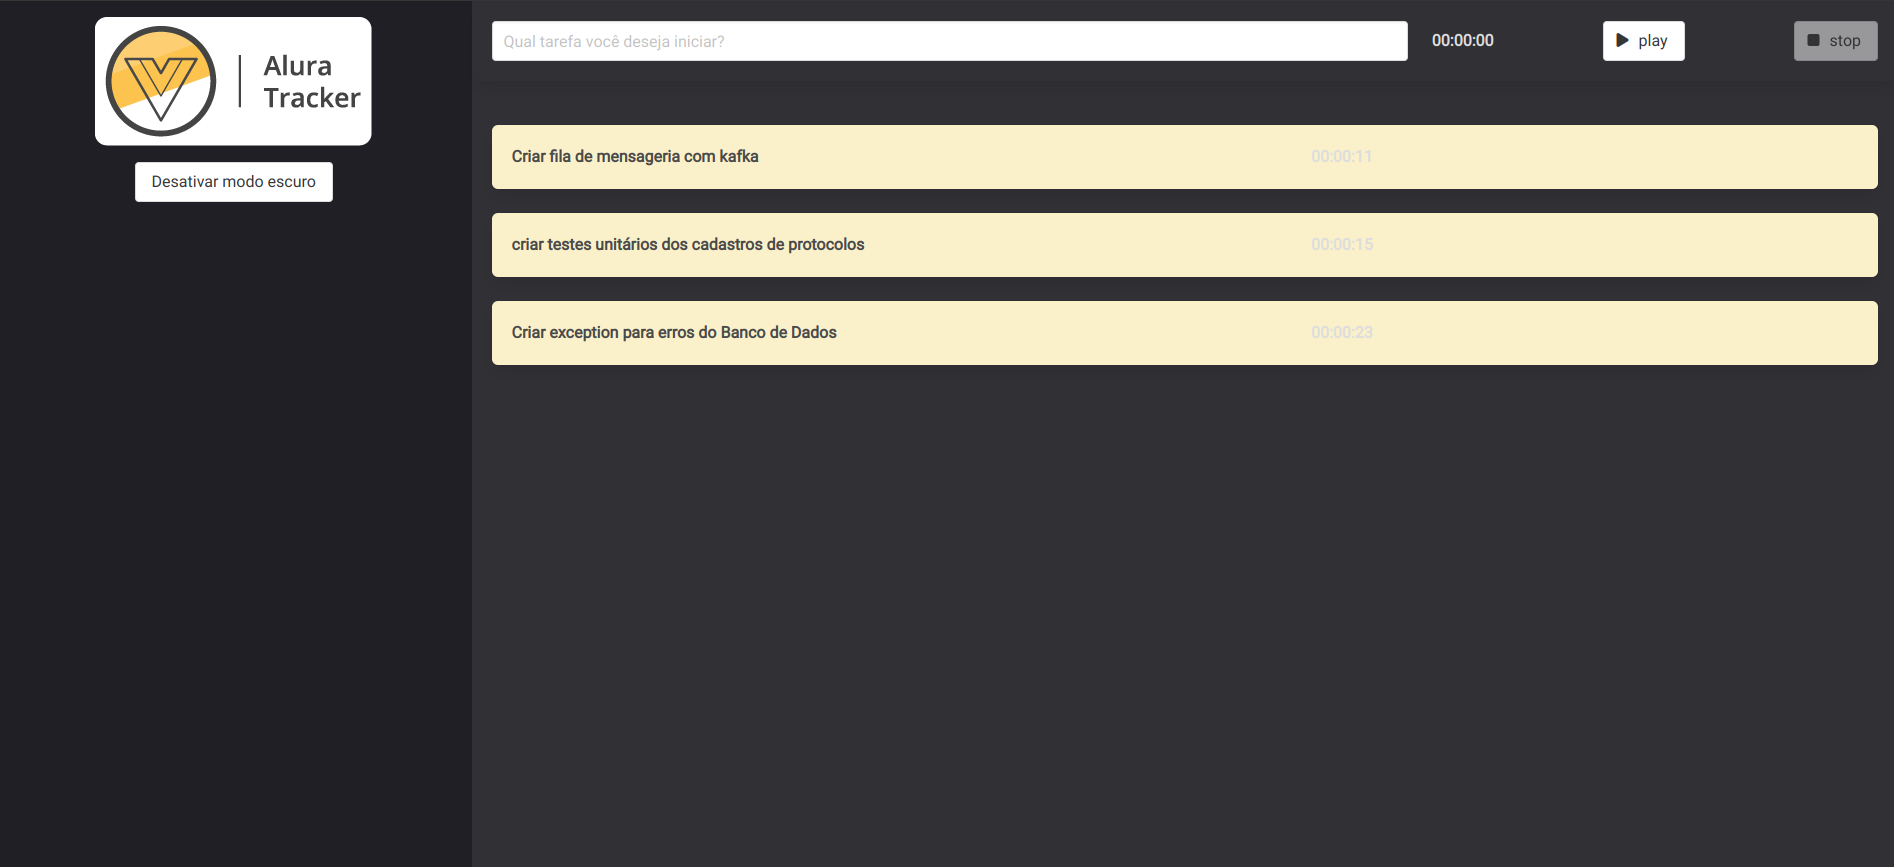 Alura
Tracker
Desativar modo escuro
Qual tarefa você deseja iniciar?
00:00:00
play
stop
Criar fila de mensageria com kafka
00:00:11
criar testes unitários dos cadastros de protocolos
00:00:15
Criar exception para erros do Banco de Dados
00:00:23